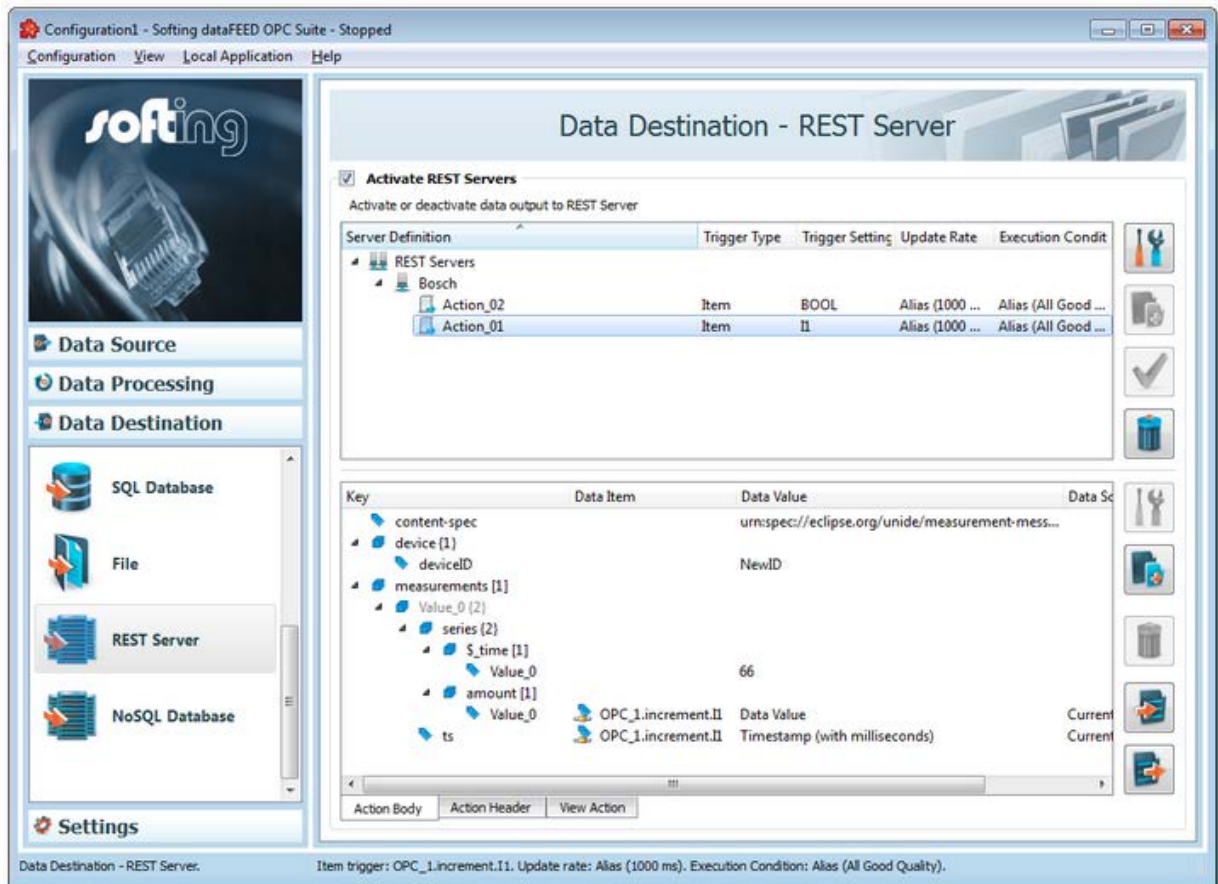 Configuration1 - Softing dataFEED OPC Suite - Stopped
Configuration View Local Application Help
softing
Data Source
Data Processing
Data Destination
SQL Database
File
REST Server
NoSQL Database
Settings
Data Destination - REST Server
Activate REST Servers
Activate or deactivate data output to REST Server
Server Definition Trigger Type Trigger Setting Update Rate Execution Condit
REST Servers
Bosch
Action_02 Item BOOL Alias (1000 ... Alias (All Good ...
Action_01 Item I1 Alias (1000 ... Alias (All Good ...
Key Data Item Data Value Data Sc
content-spec urn:spec://eclipse.org/unide/measurement-mess...
device {1}
deviceID NewID
measurements [1]
Value_0 {2}
series {2}
$_time [1]
Value_0 66
amount [1]
Value_0 OPC_1.increment.I1 Data Value Current
ts OPC_1.increment.I1 Timestamp (with milliseconds) Current
Action Body Action Header View Action
Data Destination - REST Server. Item trigger: OPC_1.increment.I1. Update rate: Alias (1000 ms). Execution Condition: Alias (All Good Quality).